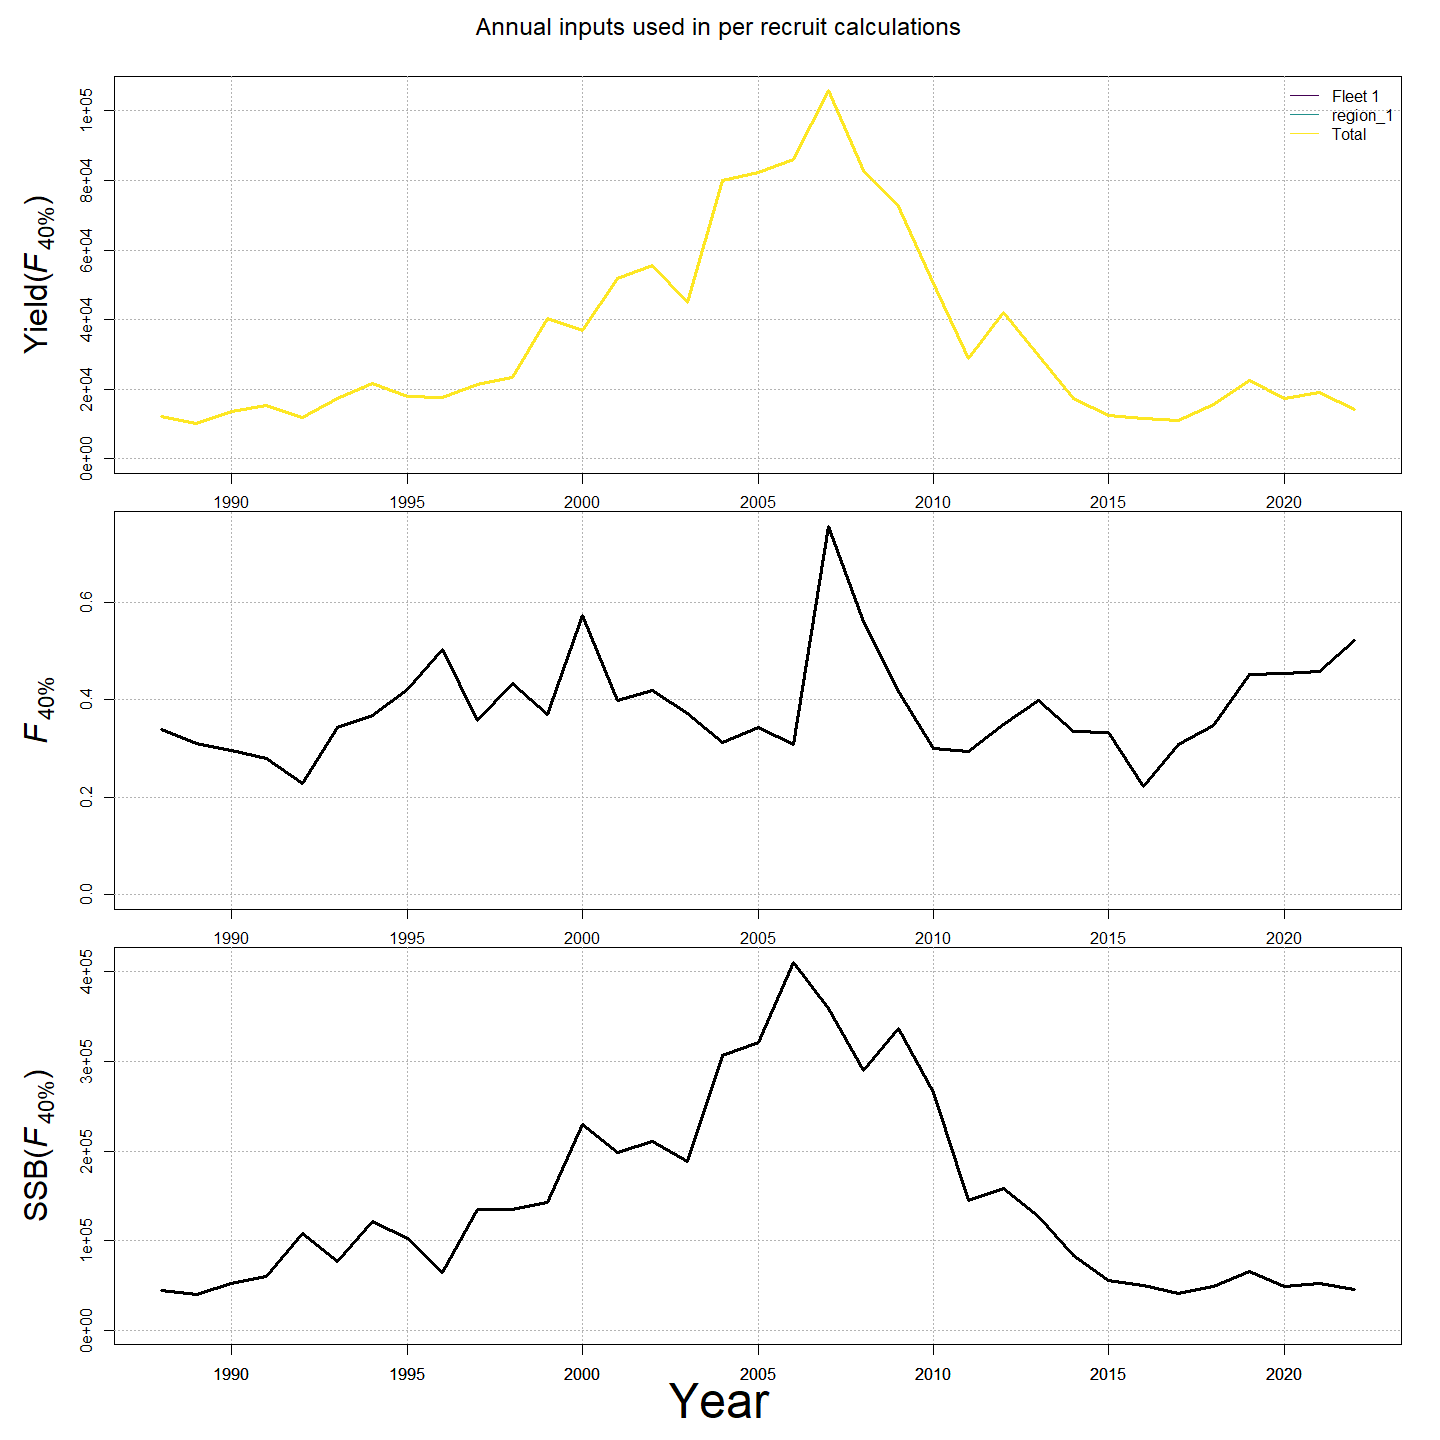 Annual inputs used in per recruit calculations
Yield(F40%)
1e+05
8e+04
6e+04
4e+04
2e+04
0e+00
Fleet 1
region_1
Total
1990 1995 2000 2005 2010 2015 2020
F40%
0.6
0.4
0.2
0.0
1990 1995 2000 2005 2010 2015 2020
SSB(F40%)
4e+05
3e+05
2e+05
1e+05
0e+00
1990 1995 2000 2005 2010 2015 2020
Year